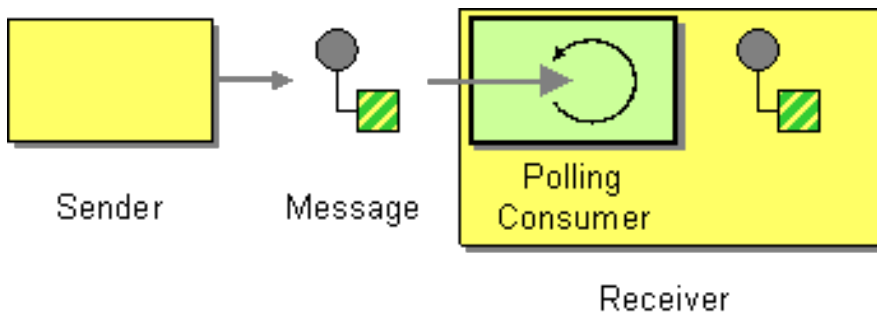 Sender
Message
Polling
Consumer
Receiver